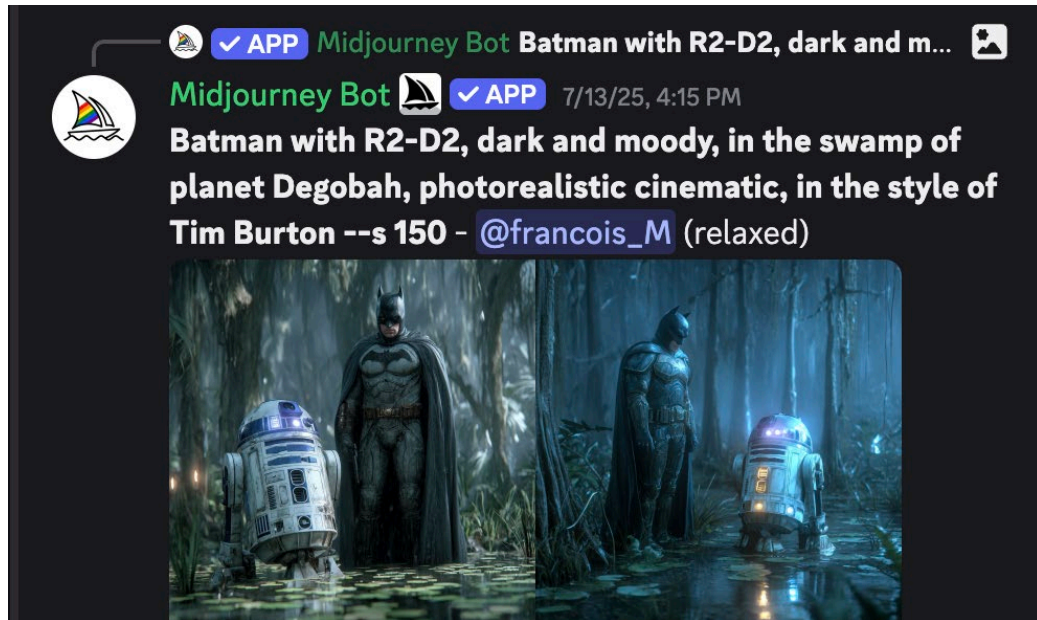 APP Midjourney Bot Batman with R2-D2, dark and m...
Midjourney Bot APP 7/13/25, 4:15 PM
Batman with R2-D2, dark and moody, in the swamp of
planet Degobah, photorealistic cinematic, in the style of
Tim Burton --s 150 - @francois_M (relaxed)